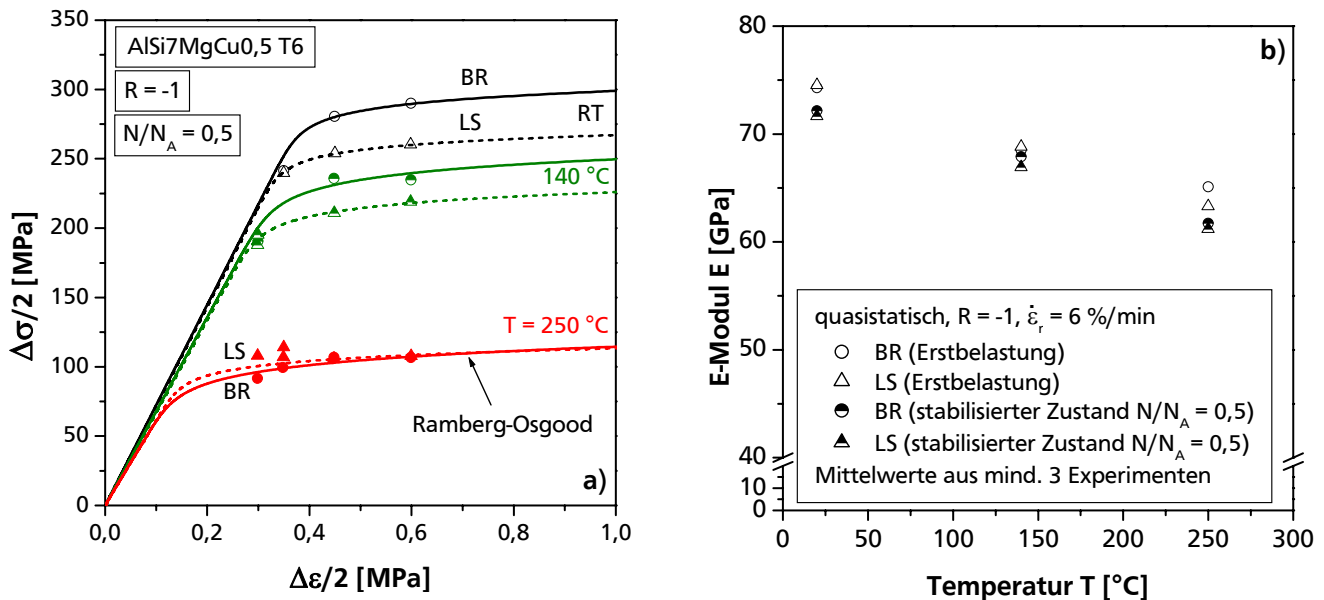 350
300
250
200
150
100
50
0
0,0 0,2 0,4 0,6 0,8 1,0
Δσ/2 [MPa]
Δε/2 [MPa]
AlSi7MgCu0,5 T6
R = -1
N/N_A = 0,5
BR
LS
RT
140 °C
T = 250 °C
LS
BR
Ramberg-Osgood
a)
80
70
60
50
40
10
0
0 50 100 150 200 250 300
E-Modul E [GPa]
Temperatur T [°C]
b)
quasistatisch, R = -1, ε̇_r = 6 %/min
BR (Erstbelastung)
LS (Erstbelastung)
BR (stabilisierter Zustand N/N_A = 0,5)
LS (stabilisierter Zustand N/N_A = 0,5)
Mittelwerte aus mind. 3 Experimenten